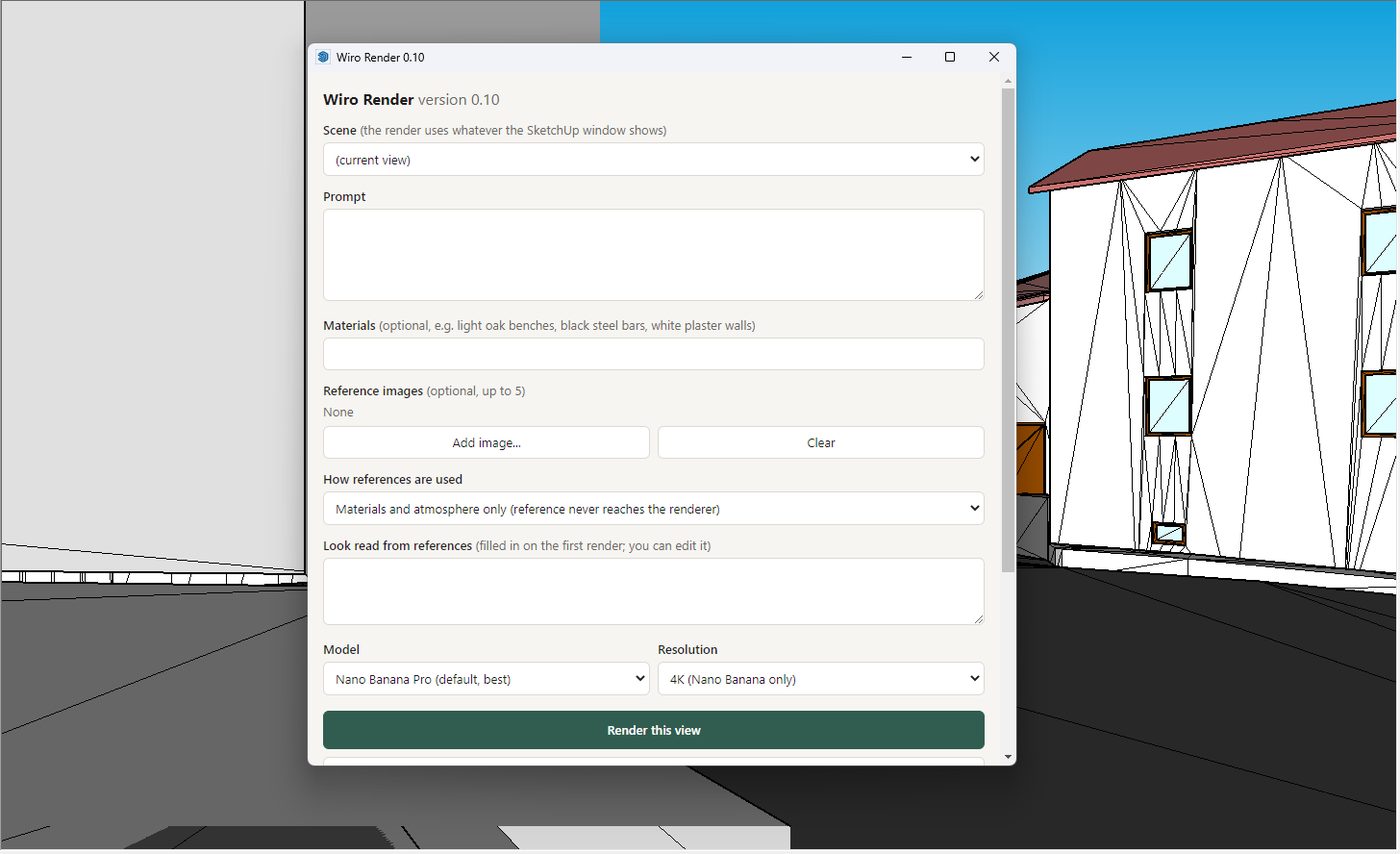 Wiro Render 0.10
Wiro Render version 0.10
Scene (the render uses whatever the SketchUp window shows)
(current view)
Prompt
Materials (optional, e.g. light oak benches, black steel bars, white plaster walls)
Reference images (optional, up to 5)
None
Add image... Clear
How references are used
Materials and atmosphere only (reference never reaches the renderer)
Look read from references (filled in on the first render; you can edit it)
Model Resolution
Nano Banana Pro (default, best) 4K (Nano Banana only)
Render this view